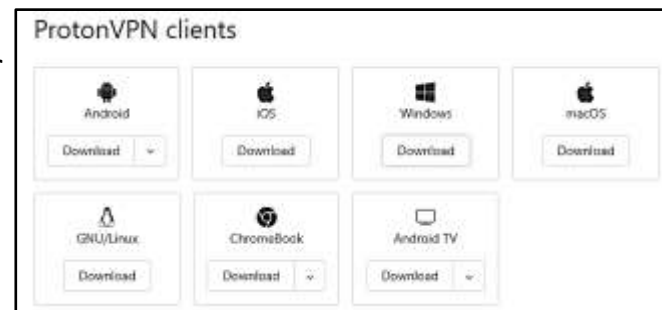 ProtonVPN clients
Android
iOS
Windows
macOS
Download
Download
Download
Download
GNU/Linux
ChromeBook
Android TV
Download
Download
Download